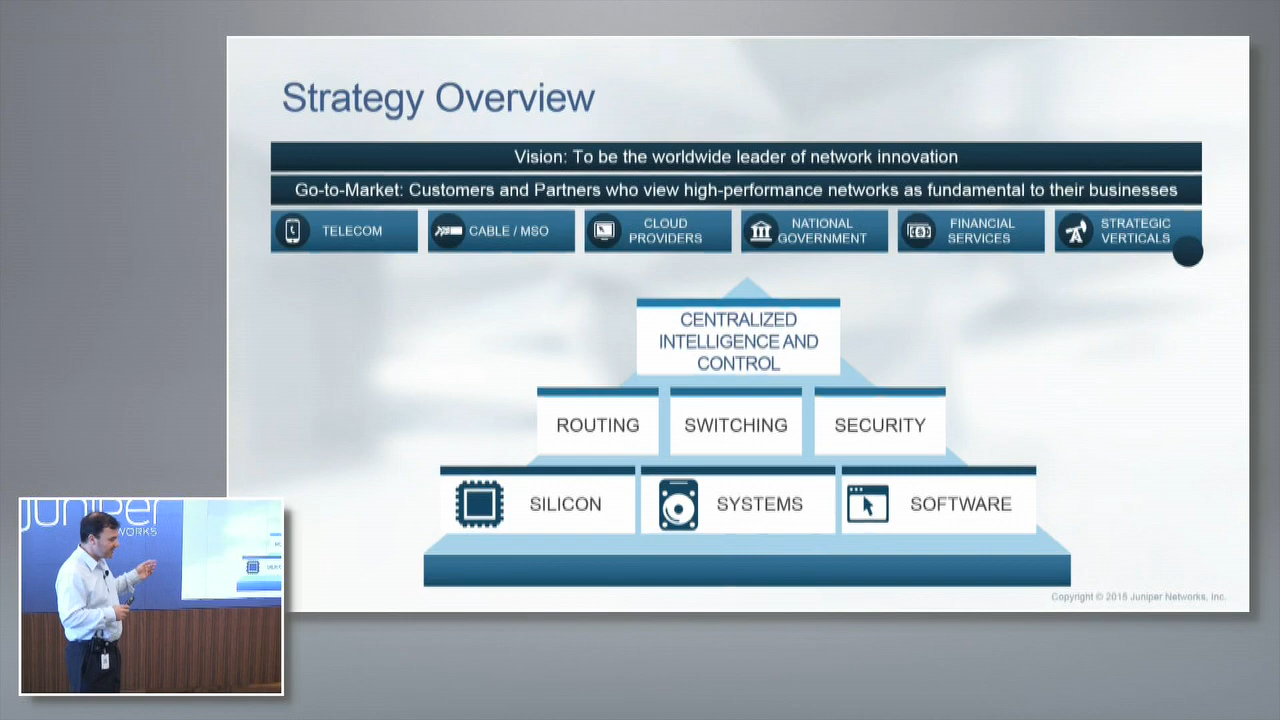 Strategy Overview
Vision: To be the worldwide leader of network innovation
Go-to-Market: Customers and Partners who view high-performance networks as fundamental to their businesses
TELECOM
CABLE / MSO
CLOUD
PROVIDERS
NATIONAL
GOVERNMENT
FINANCIAL
SERVICES
STRATEGIC
VERTICALS
CENTRALIZED
INTELLIGENCE AND
CONTROL
ROUTING
SWITCHING
SECURITY
SILICON
SYSTEMS
SOFTWARE
Copyright © 2015 Juniper Networks, Inc.
Juniper